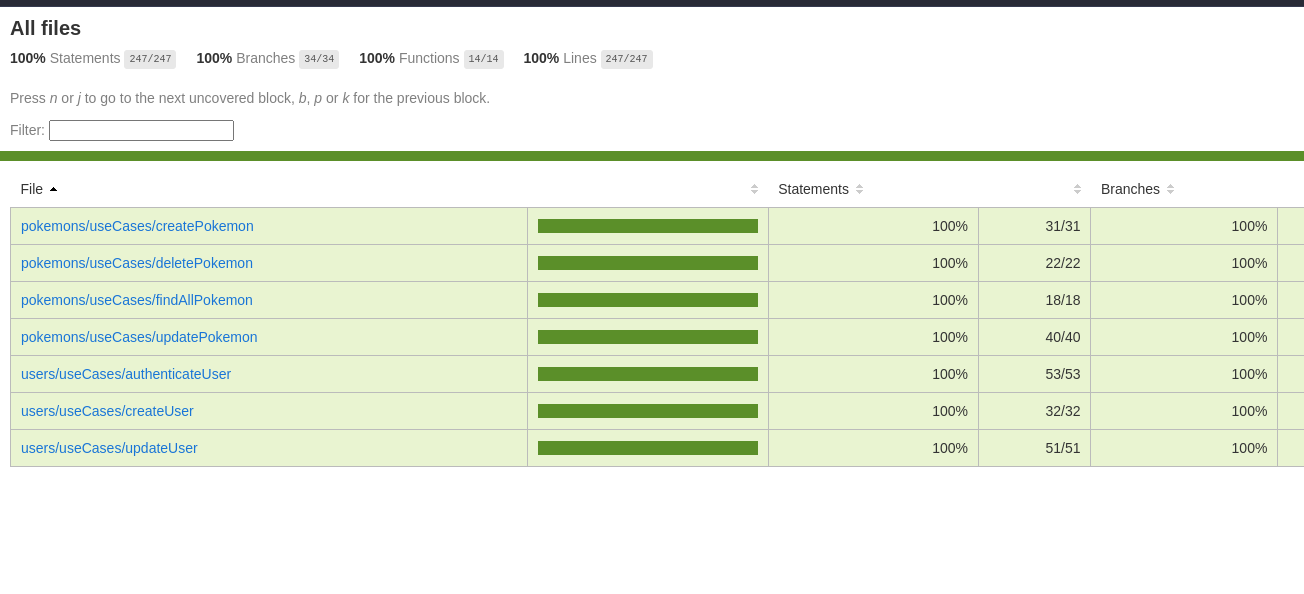 All files
100% Statements 247/247 100% Branches 34/34 100% Functions 14/14 100% Lines 247/247
Press n or j to go to the next uncovered block, b, p or k for the previous block.
Filter:
File Statements Branches
pokemons/useCases/createPokemon 100% 31/31 100%
pokemons/useCases/deletePokemon 100% 22/22 100%
pokemons/useCases/findAllPokemon 100% 18/18 100%
pokemons/useCases/updatePokemon 100% 40/40 100%
users/useCases/authenticateUser 100% 53/53 100%
users/useCases/createUser 100% 32/32 100%
users/useCases/updateUser 100% 51/51 100%